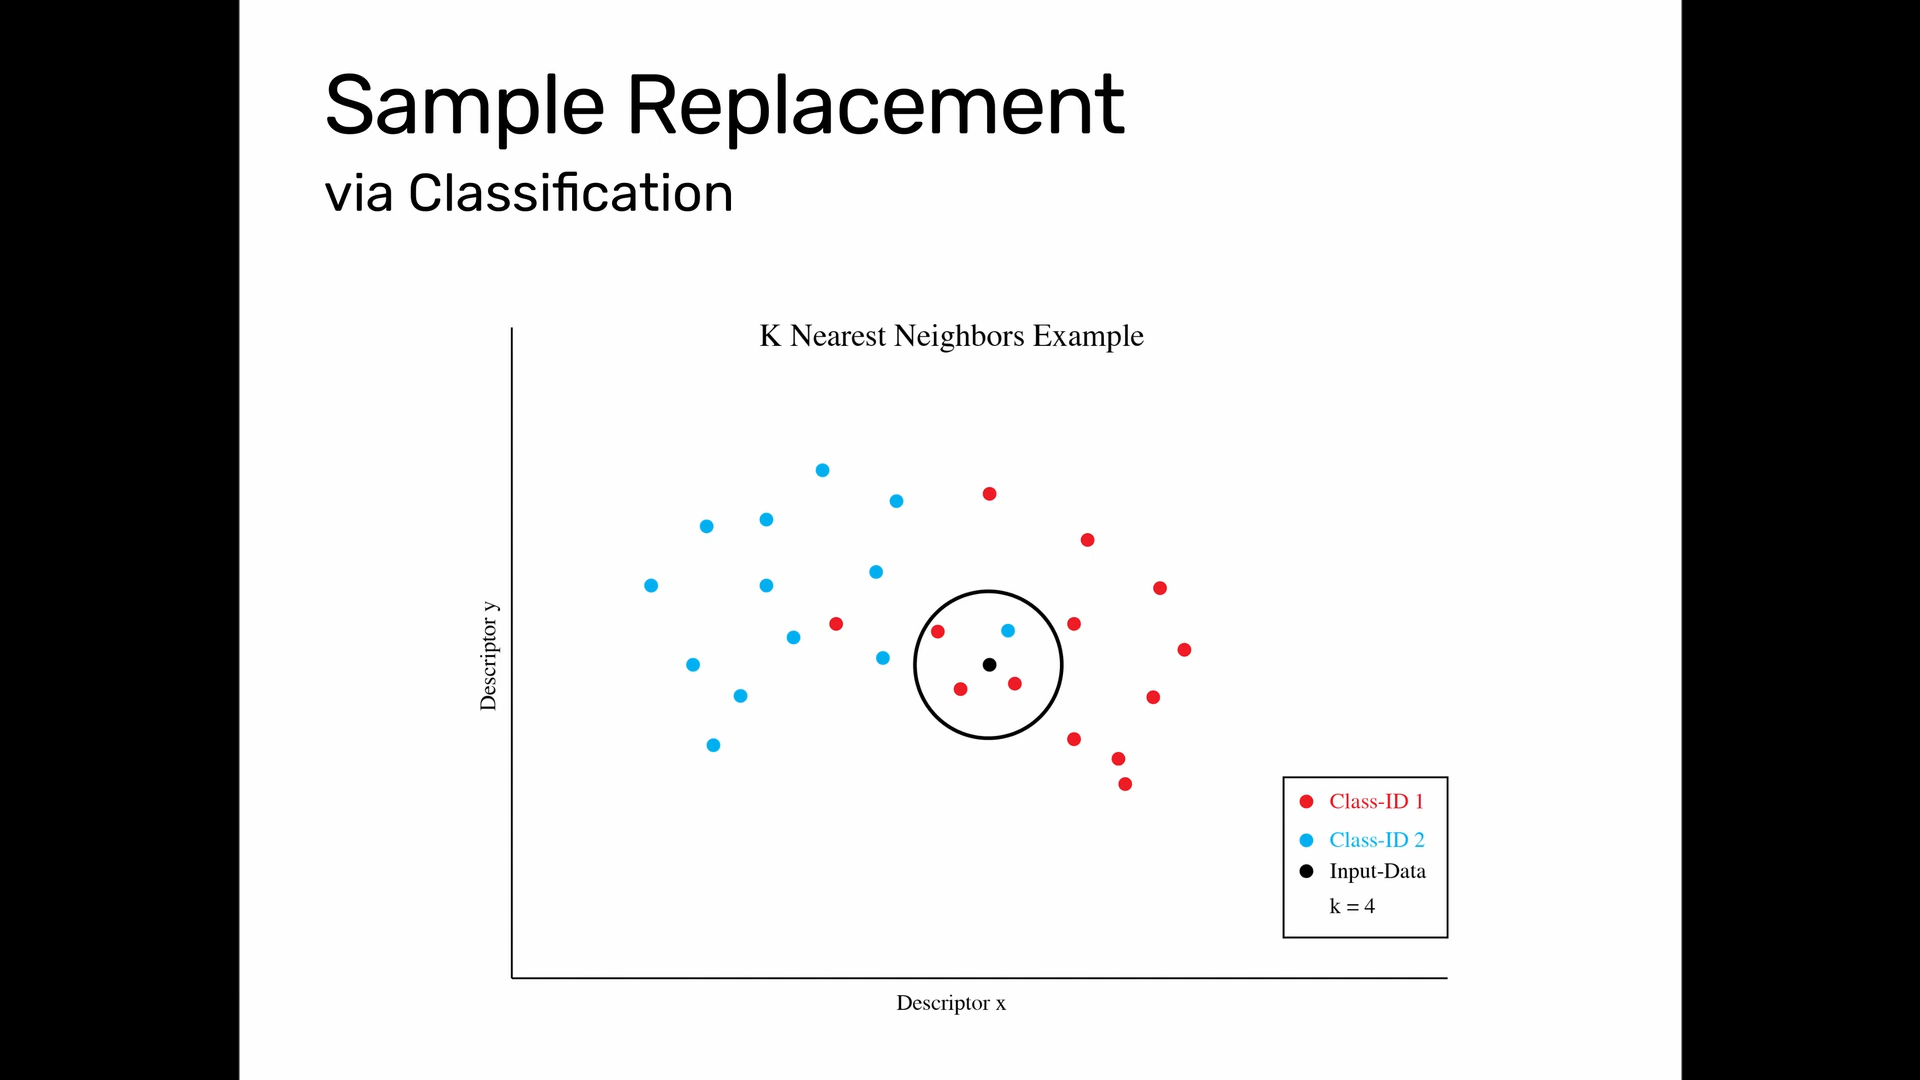 Sample Replacement
via Classification
K Nearest Neighbors Example
Descriptor y
Class-ID 1
Class-ID 2
Input-Data
k = 4
Descriptor x